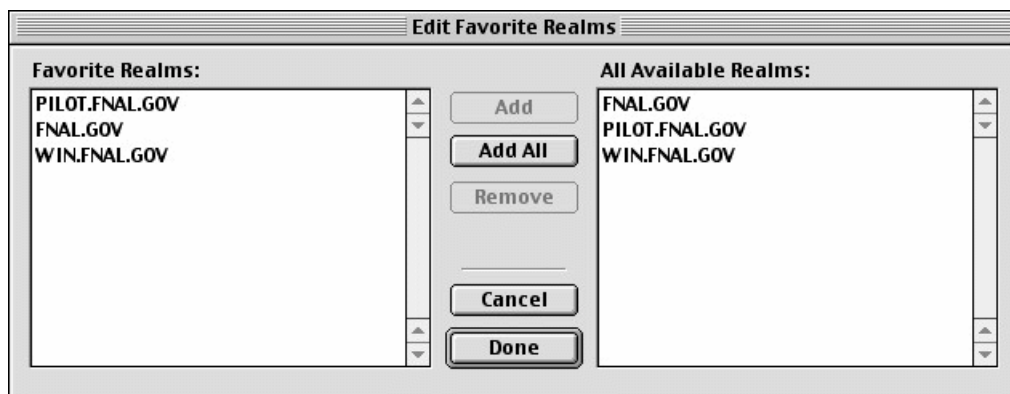 Edit Favorite Realms
Favorite Realms:
PILOT.FNAL.GOV
FNAL.GOV
WIN.FNAL.GOV
Add
Add All
Remove
Cancel
Done
All Available Realms:
FNAL.GOV
PILOT.FNAL.GOV
WIN.FNAL.GOV